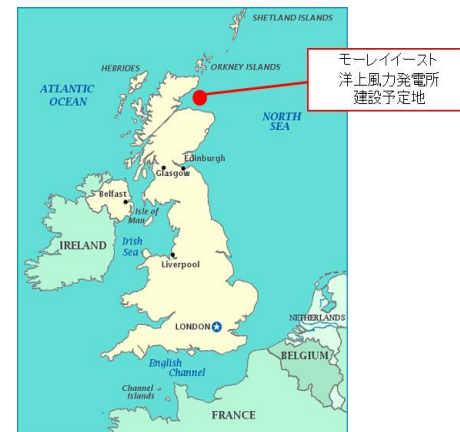 SHETLAND ISLANDS
HEBRIDES
ORKNEY ISLANDS
モーレイイースト
洋上風力発電所
建設予定地
ATLANTIC
OCEAN
NORTH
SEA
Edinburgh
Glasgow
Belfast
Isle of
Man
IRELAND
Irish
Sea
Liverpool
LONDON
NETHERLANDS
BELGIUM
English
Channel
Channel
Islands
FRANCE